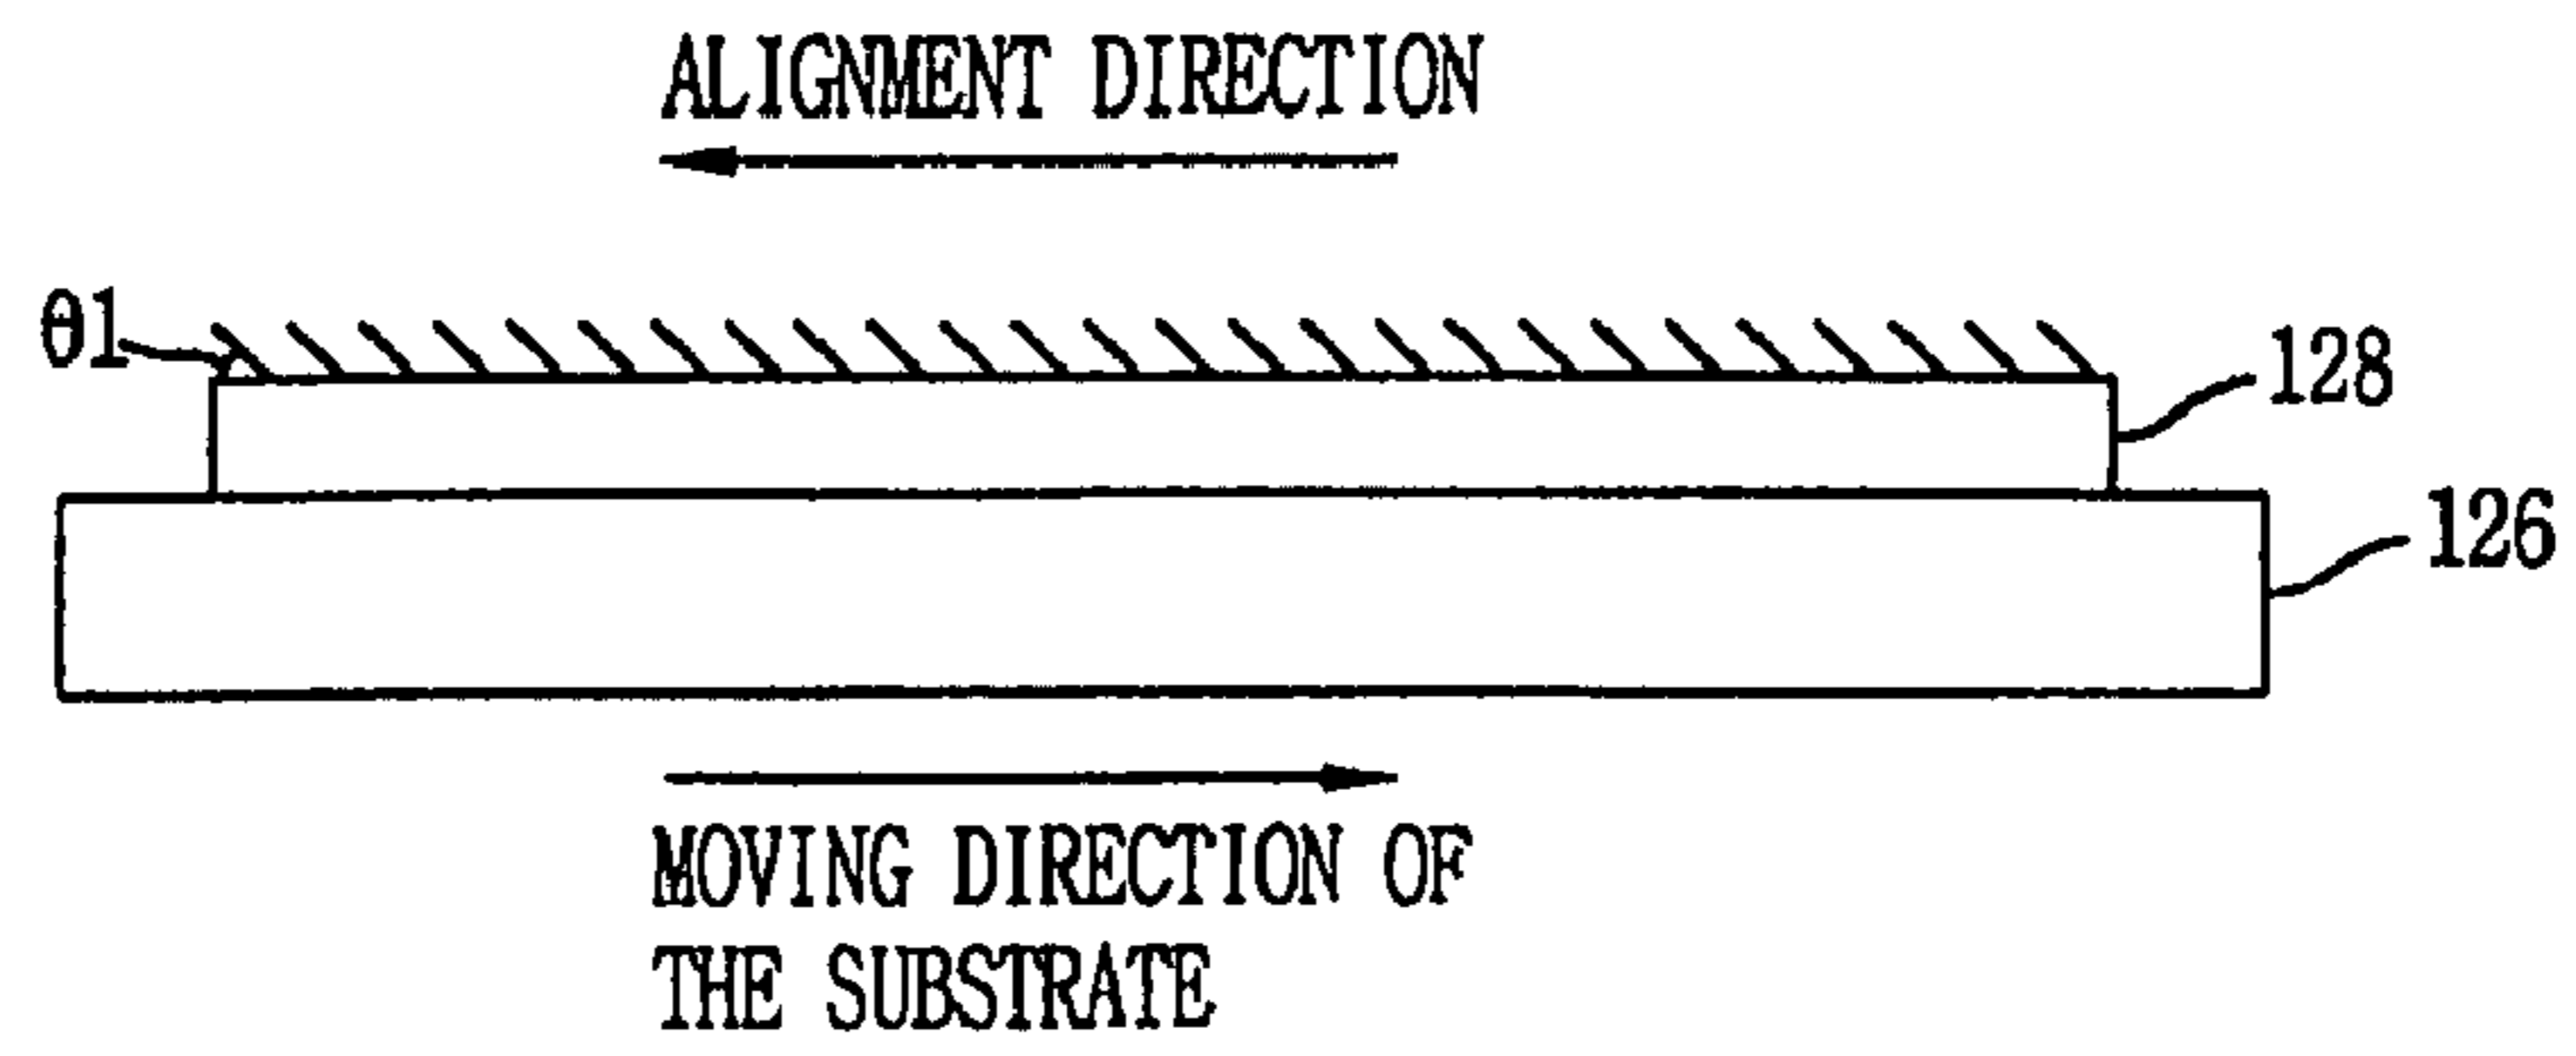 ALIGNMENT DIRECTION
θ1
128
126
MOVING DIRECTION OF
THE SUBSTRATE